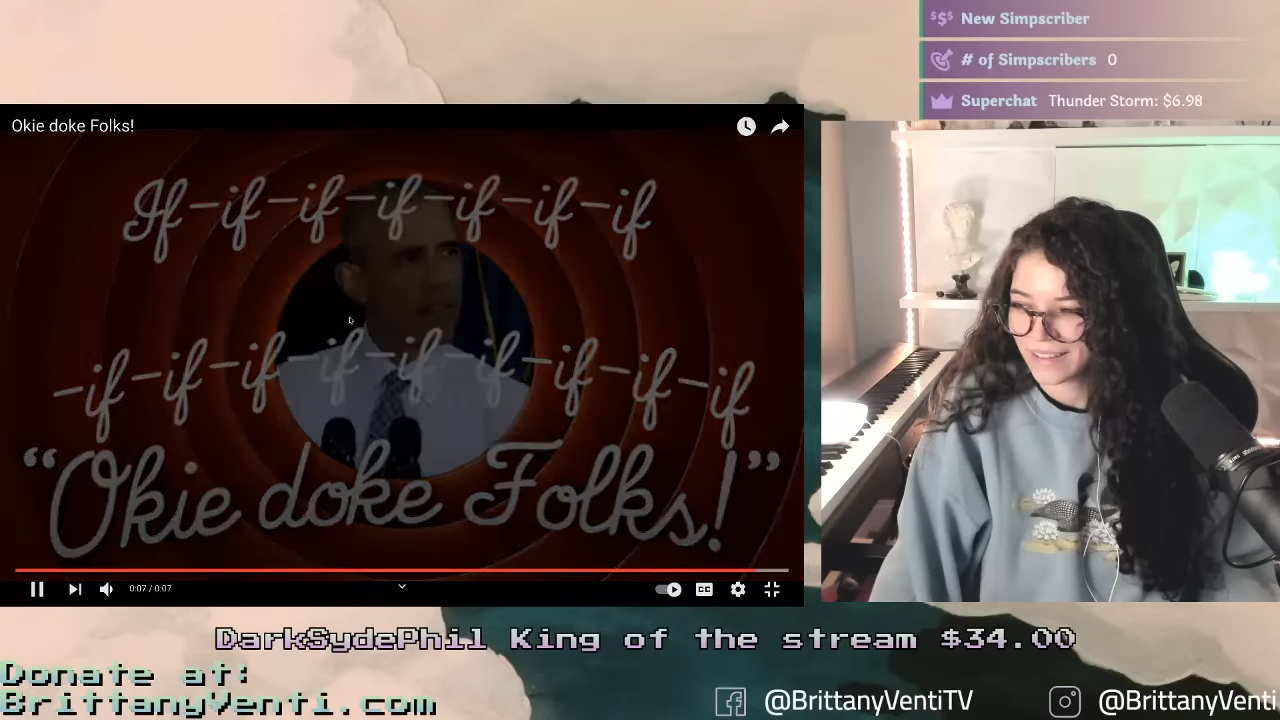 $$$ New Simpscriber
# of Simpscribers 0
Superchat Thunder Storm: $6.98
Okie doke Folks!
If-if-if-if-if-if-if
-if-if-if-if-if-if-if-if-if
“Okie doke Folks!”
0:07 / 0:07
CC
DarkSydePhil King of the stream $34.00
Donate at:
BrittanyVenti.com
@BrittanyVentiTV
@BrittanyVenti